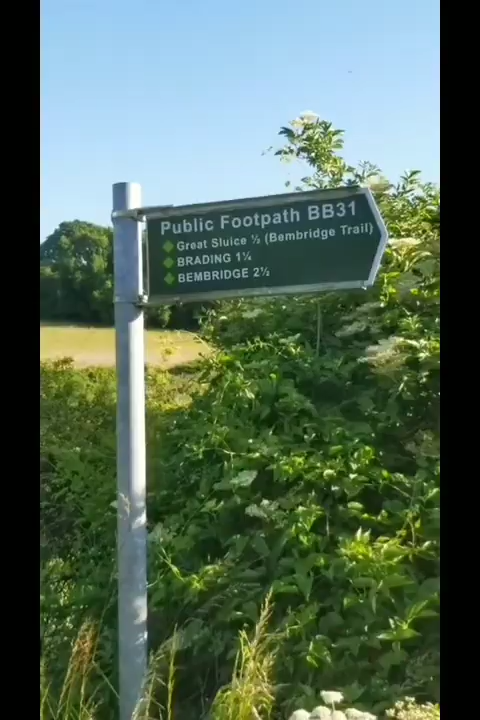 Public Footpath BB31
Great Sluice ½ (Bembridge Trail)
BRADING 1¼
BEMBRIDGE 2½